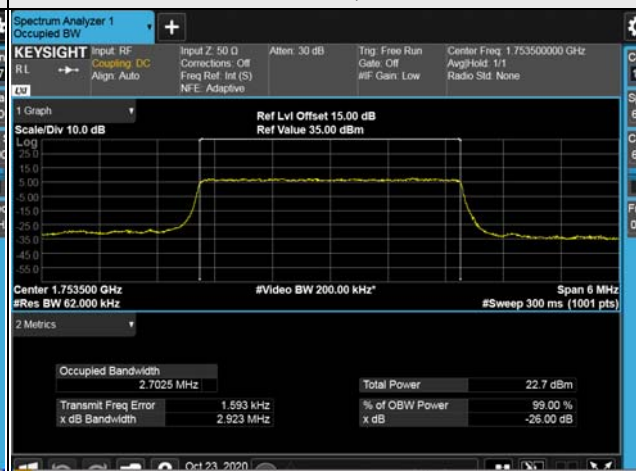 Spectrum Analyzer 1
Occupied BW
+
KEYSIGHT
RL
LXI
Input: RF
Coupling: DC
Align: Auto
Input Z: 50 Ω
Corrections: Off
Freq Ref: Int (S)
NFE: Adaptive
Atten: 30 dB
Trig: Free Run
Gate: Off
#IF Gain: Low
Center Freq: 1.753500000 GHz
Avg|Hold: 1/1
Radio Std: None
1 Graph
Scale/Div 10.0 dB
Ref Lvl Offset 15.00 dB
Ref Value 35.00 dBm
Log
25.0
15.0
5.00
-5.00
-15.0
-25.0
-35.0
-45.0
-55.0
Center 1.753500 GHz
#Res BW 62.000 kHz
#Video BW 200.00 kHz*
Span 6 MHz
#Sweep 300 ms (1001 pts)
2 Metrics
Occupied Bandwidth
2.7025 MHz
Transmit Freq Error 1.593 kHz
x dB Bandwidth 2.923 MHz
Total Power 22.7 dBm
% of OBW Power 99.00 %
x dB -26.00 dB
Oct 23, 2020